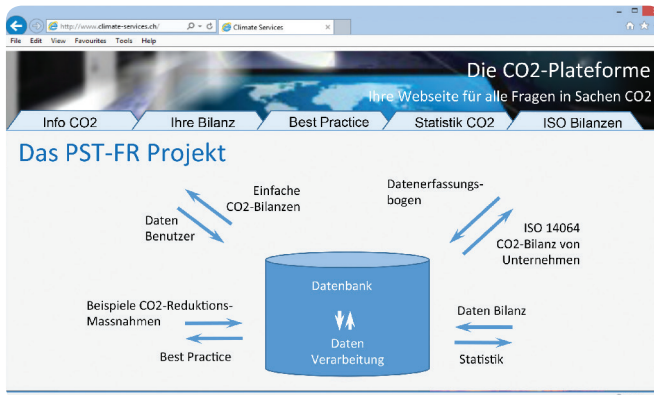 http://www.climate-services.ch/
Climate Services
File Edit View Favourites Tools Help
Die CO2-Plateforme
Ihre Webseite für alle Fragen in Sachen CO2
Info CO2
Ihre Bilanz
Best Practice
Statistik CO2
ISO Bilanzen
Das PST-FR Projekt
Einfache
CO2-Bilanzen
Daten
Benutzer
Datenerfassungs-
bogen
ISO 14064
CO2-Bilanz von
Unternehmen
Datenbank
Daten
Verarbeitung
Beispiele CO2-Reduktions-
Massnahmen
Best Practice
Daten Bilanz
Statistik